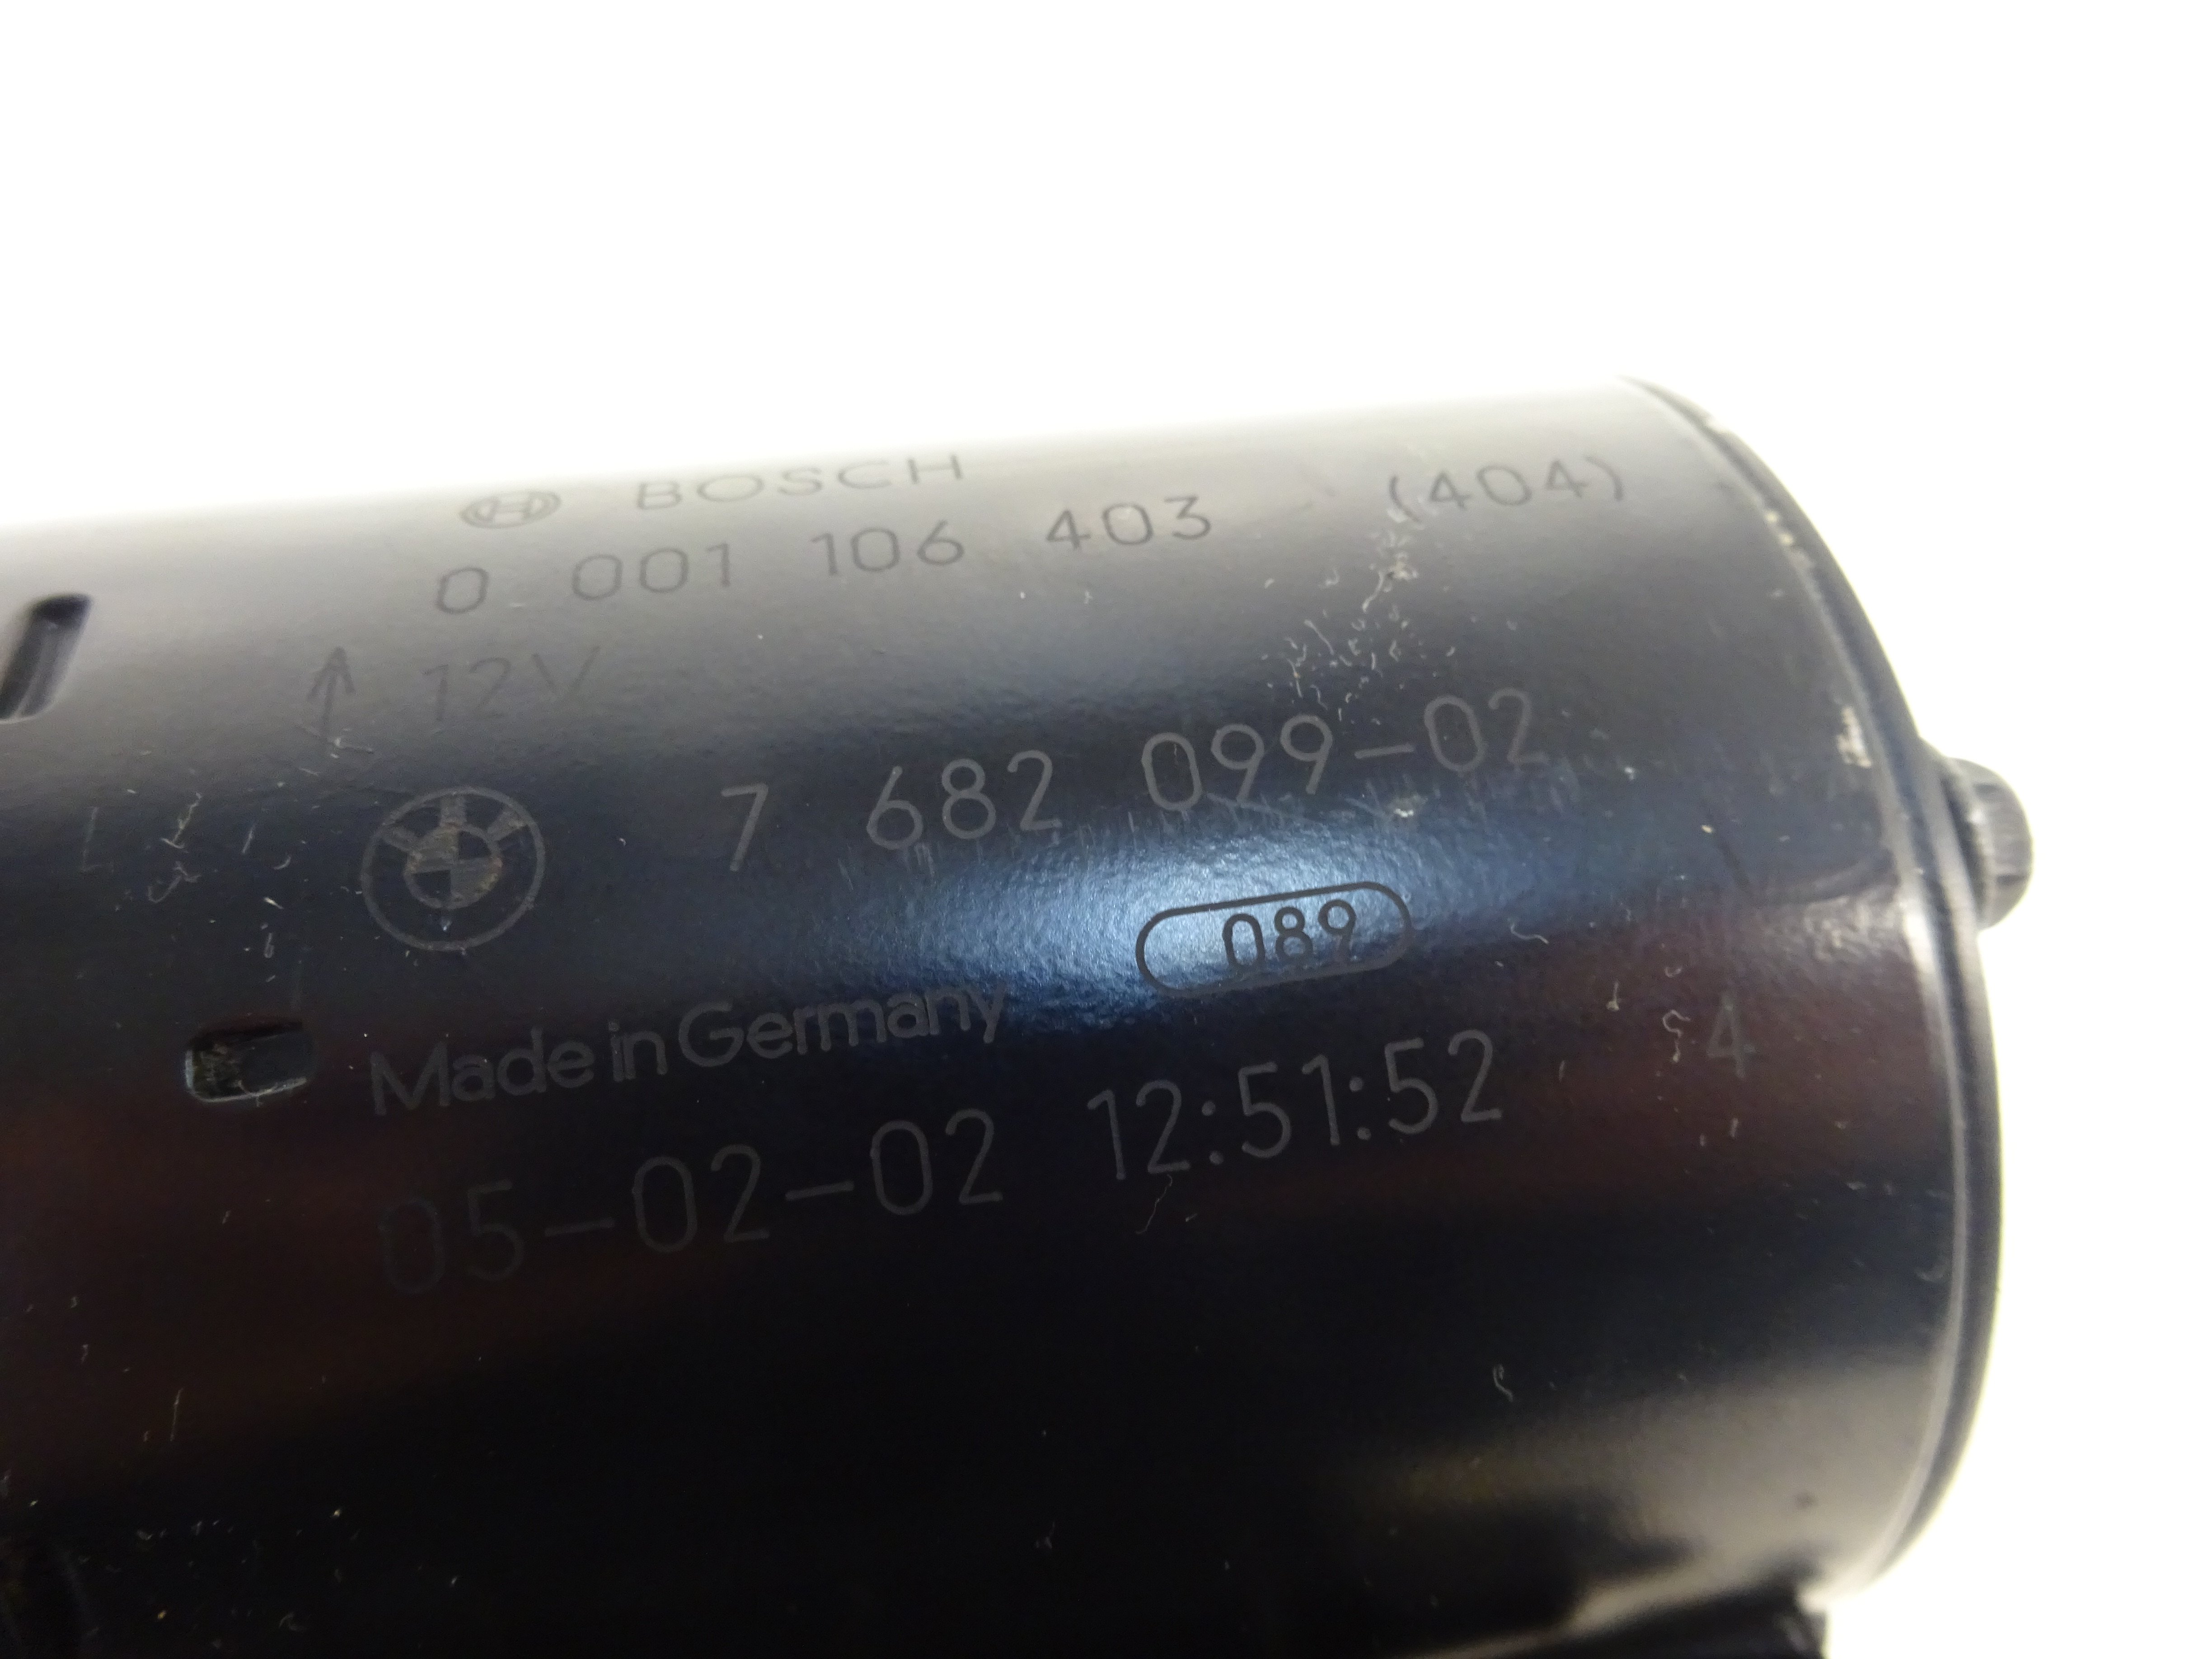 BOSCH
0 001 106 403 (404)
12V
7 682 099-02
089
Made in Germany
05-02-02 12:51:52 4